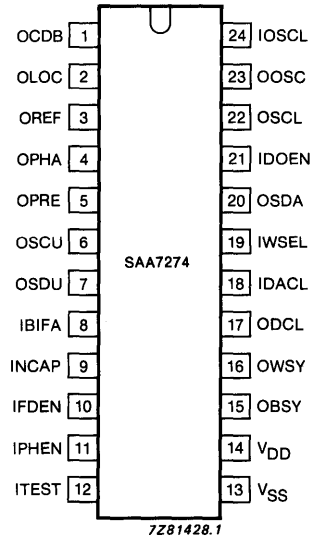 OCDB 1 24 IOSCL
OLOC 2 23 OOSC
OREF 3 22 OSCL
OPHA 4 21 IDOEN
OPRE 5 20 OSDA
OSCU 6 19 IWSEL
SAA7274
OSDU 7 18 IDACL
IBIFA 8 17 ODCL
INCAP 9 16 OWSY
IFDEN 10 15 OBSY
IPHEN 11 14 VDD
ITEST 12 13 VSS
7Z81428.1